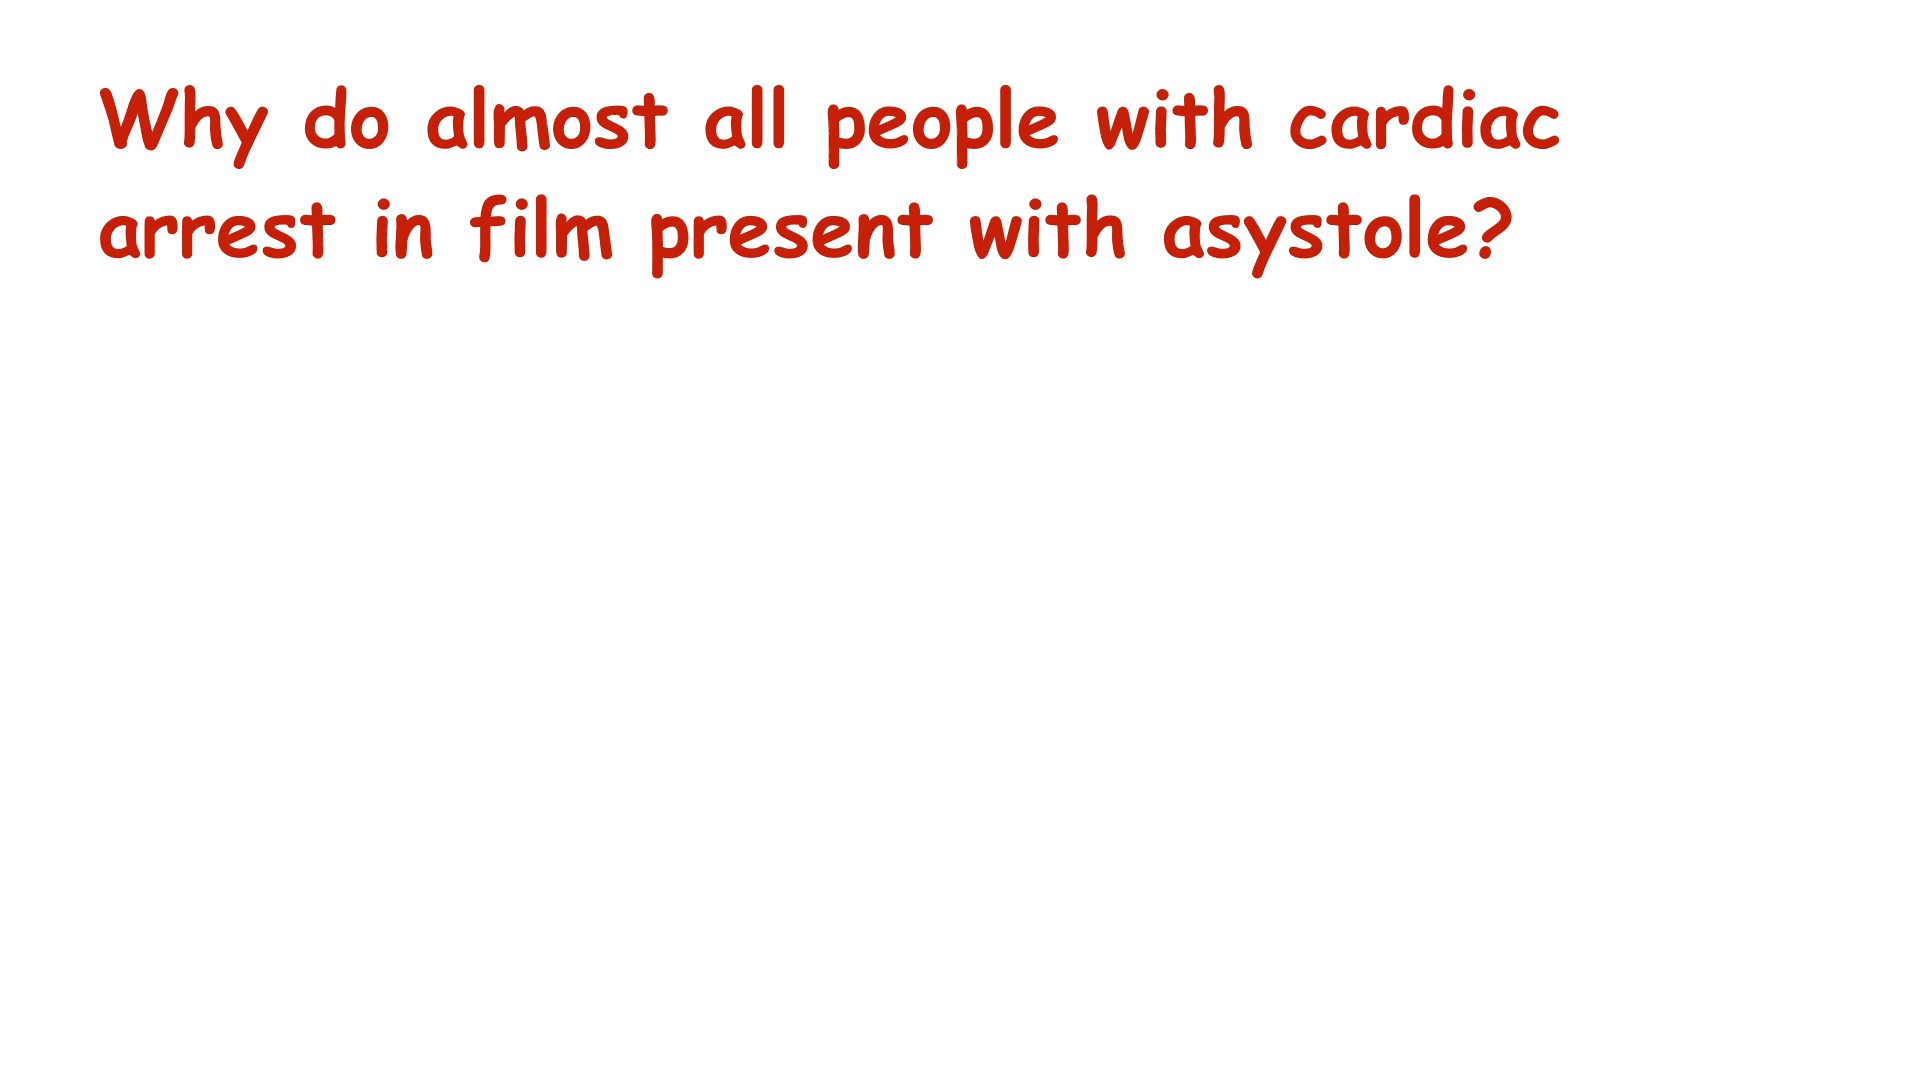 Why do almost all people with cardiac
arrest in film present with asystole?